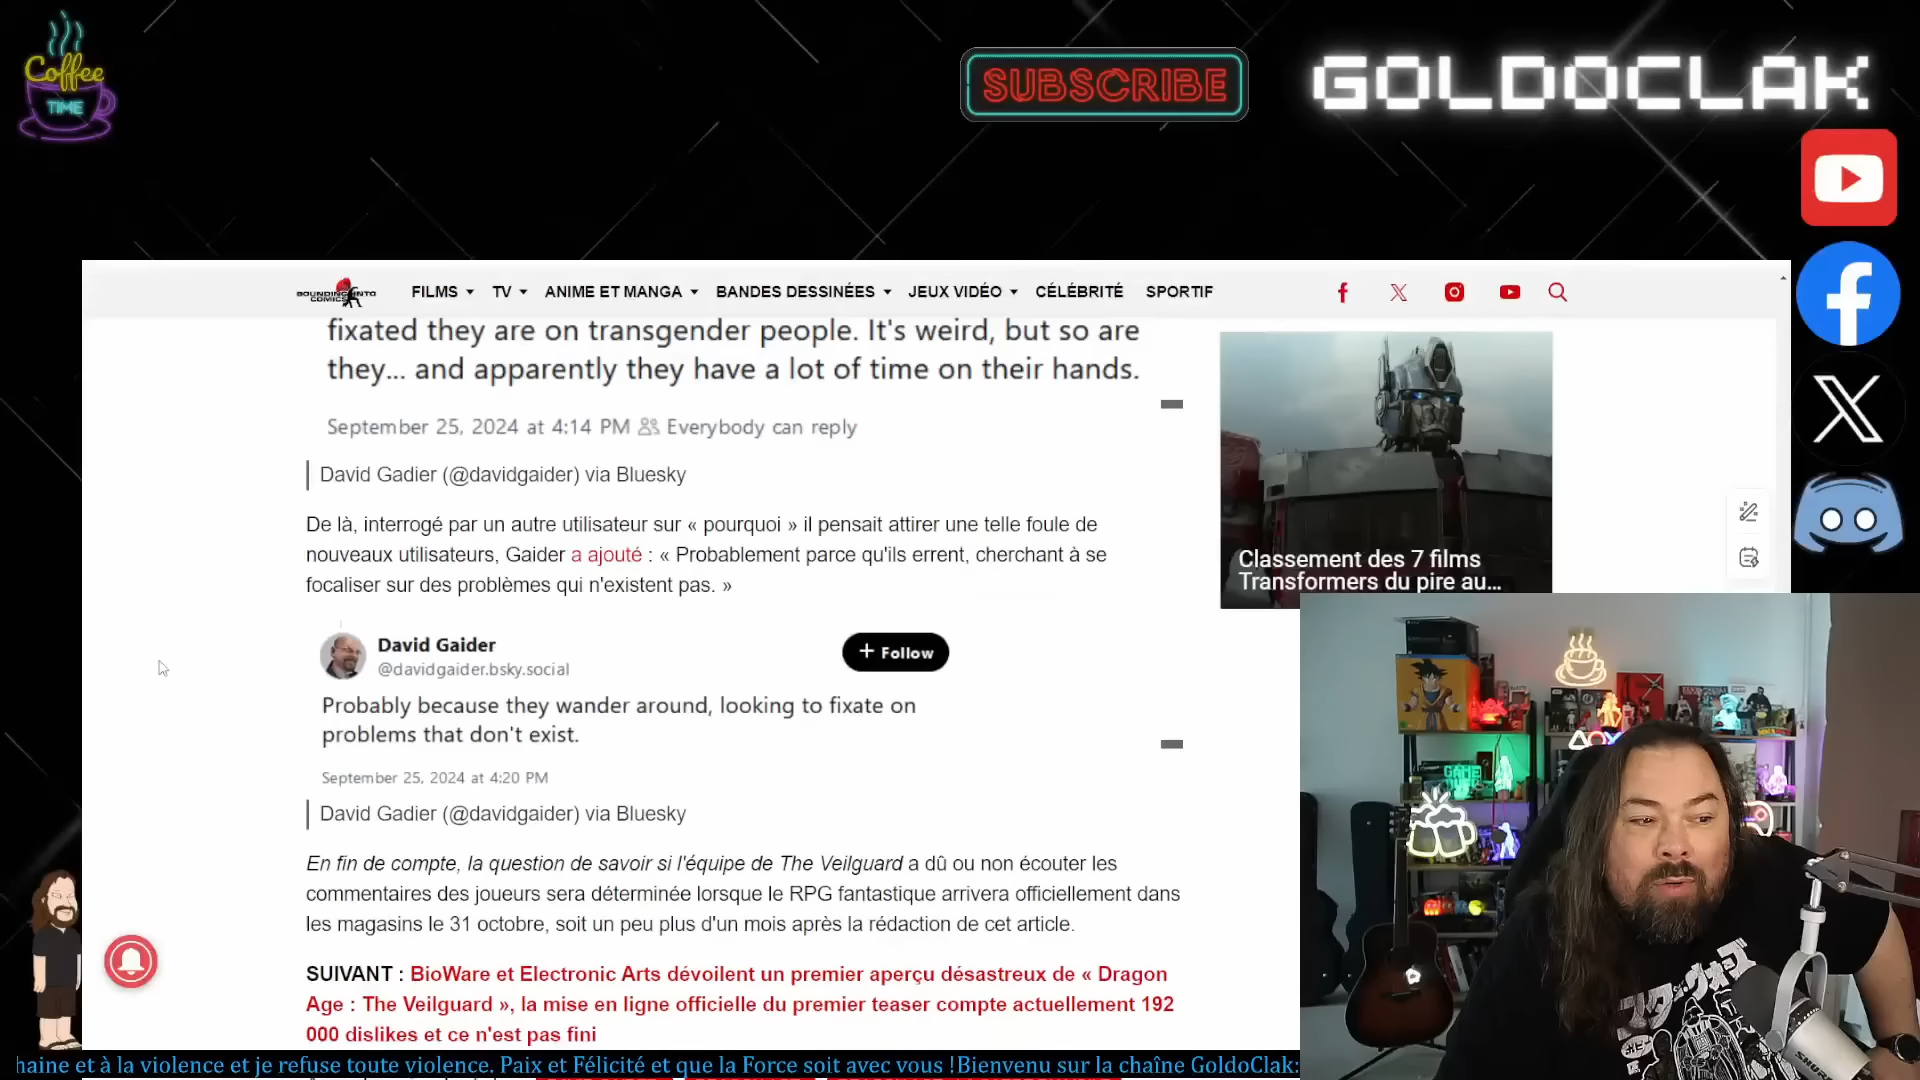 Coffee
TIME
SUBSCRIBE
GOLDOCLAK
BOUNDING INTO
COMICS
FILMS
TV
ANIME ET MANGA
BANDES DESSINÉES
JEUX VIDÉO
CÉLÉBRITÉ
SPORTIF
fixated they are on transgender people. It's weird, but so are
they... and apparently they have a lot of time on their hands.
September 25, 2024 at 4:14 PM Everybody can reply
David Gadier (@davidgaider) via Bluesky
De là, interrogé par un autre utilisateur sur « pourquoi » il pensait attirer une telle foule de
nouveaux utilisateurs, Gaider a ajouté : « Probablement parce qu'ils errent, cherchant à se
focaliser sur des problèmes qui n'existent pas. »
Classement des 7 films
Transformers du pire au...
David Gaider
@davidgaider.bsky.social
+ Follow
Probably because they wander around, looking to fixate on
problems that don't exist.
September 25, 2024 at 4:20 PM
David Gadier (@davidgaider) via Bluesky
En fin de compte, la question de savoir si l'équipe de The Veilguard a dû ou non écouter les
commentaires des joueurs sera déterminée lorsque le RPG fantastique arrivera officiellement dans
les magasins le 31 octobre, soit un peu plus d'un mois après la rédaction de cet article.
SUIVANT : BioWare et Electronic Arts dévoilent un premier aperçu désastreux de « Dragon
Age : The Veilguard », la mise en ligne officielle du premier teaser compte actuellement 192
000 dislikes et ce n'est pas fini
GAME
SHURE
haine et à la violence et je refuse toute violence. Paix et Félicité et que la Force soit avec vous !Bienvenu sur la chaîne GoldoClak: